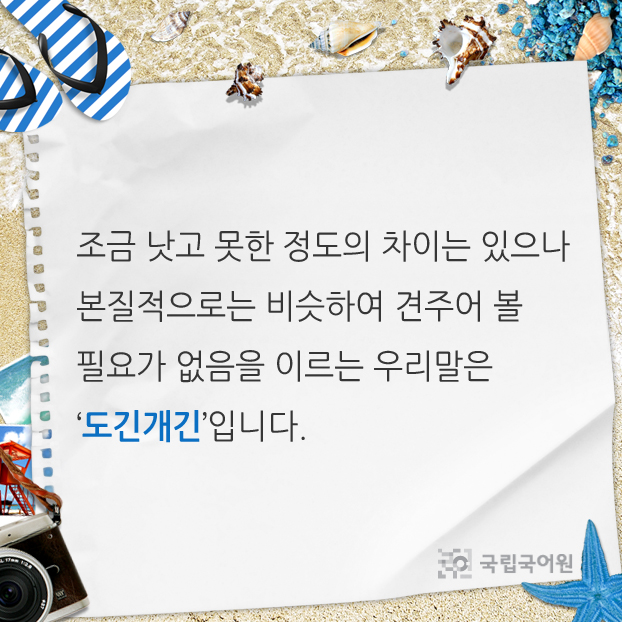 조금 낫고 못한 정도의 차이는 있으나
본질적으로는 비슷하여 견주어 볼
필요가 없음을 이르는 우리말은
‘도긴개긴’입니다.
국립국어원